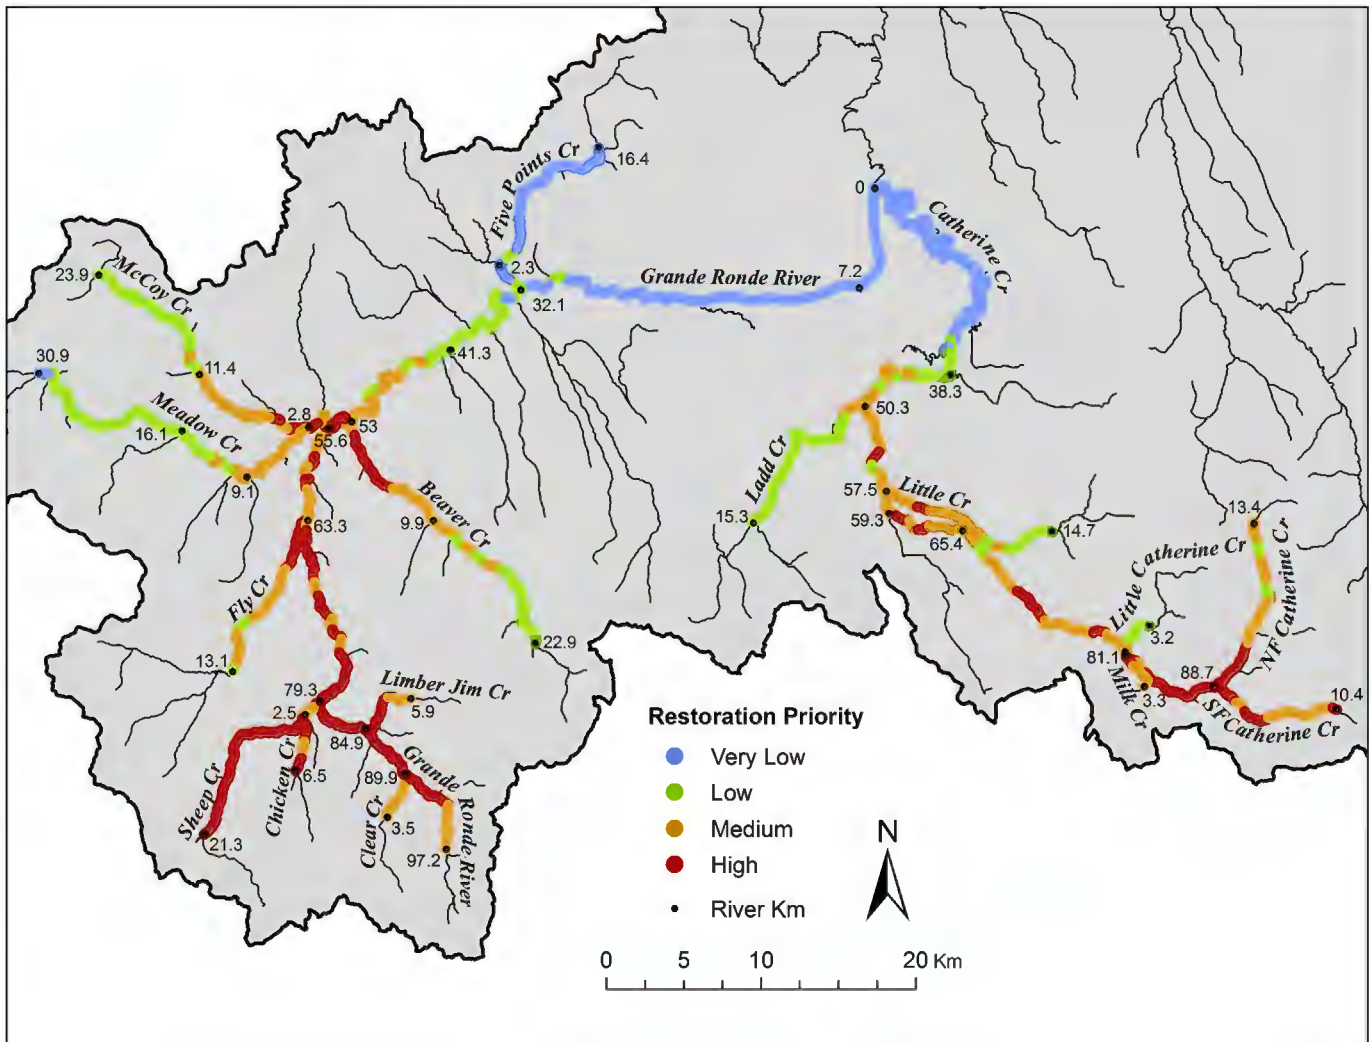 Five Points Cr
16.4
0
Catherine Cr
2.3
Grande Ronde River
7.2
32.1
23.9
McCoy Cr
41.3
30.9
11.4
38.3
Meadow Cr
2.8
55.6
53
50.3
16.1
9.1
Ladd Cr
57.5
Little Cr
Beaver Cr
15.3
59.3
65.4
14.7
13.4
63.3
9.9
Little Catherine Cr
NF Catherine Cr
Fly Cr
22.9
3.2
13.1
81.1
Milk Cr
3.3
88.7
SF Catherine Cr
10.4
79.3
Limber Jim Cr
5.9
2.5
84.9
Grande Ronde River
Sheep Cr
Chicken Cr
6.5
89.9
Clear Cr
3.5
21.3
97.2
Restoration Priority
Very Low
Low
Medium
High
River Km
N
0 5 10 20 Km